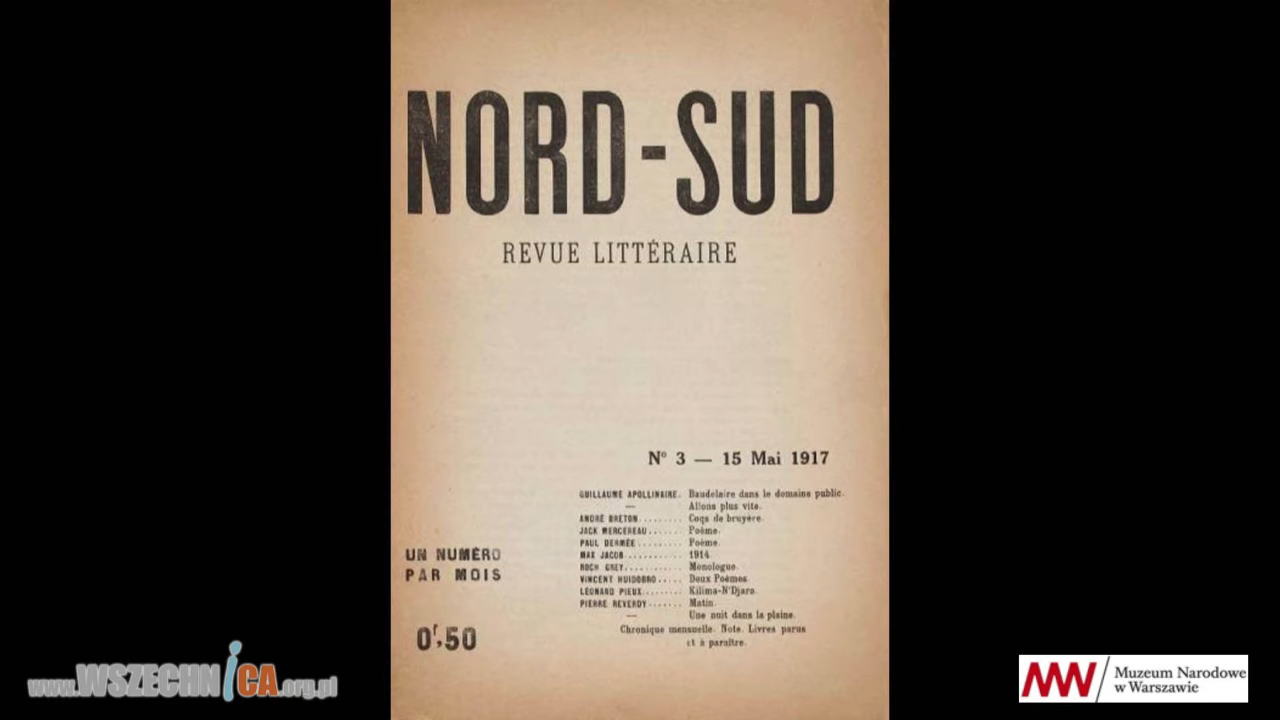 NORD-SUD
REVUE LITTÉRAIRE
N° 3 — 15 Mai 1917
GUILLAUME APOLLINAIRE. Baudelaire dans le domaine public.
— Allons plus vite.
ANDRÉ BRETON........ Coqs de bruyère.
JACK MERCEREAU...... Poème.
PAUL DERMÉE......... Poème.
MAX JACOB........... 1914.
ROCH GREY........... Monologue.
VINCENT HUIDOBRO..... Deux Poèmes.
LÉONARD PIEUX........ Kilima-N'Djaro.
PIERRE REVERDY....... Matin.
— Une nuit dans la plaine.
Chronique mensuelle. Note. Livres parus
et à paraître.
UN NUMÉRO
PAR MOIS
0f,50
www.WSZECHNiCA.org.pl
MW Muzeum Narodowe
w Warszawie